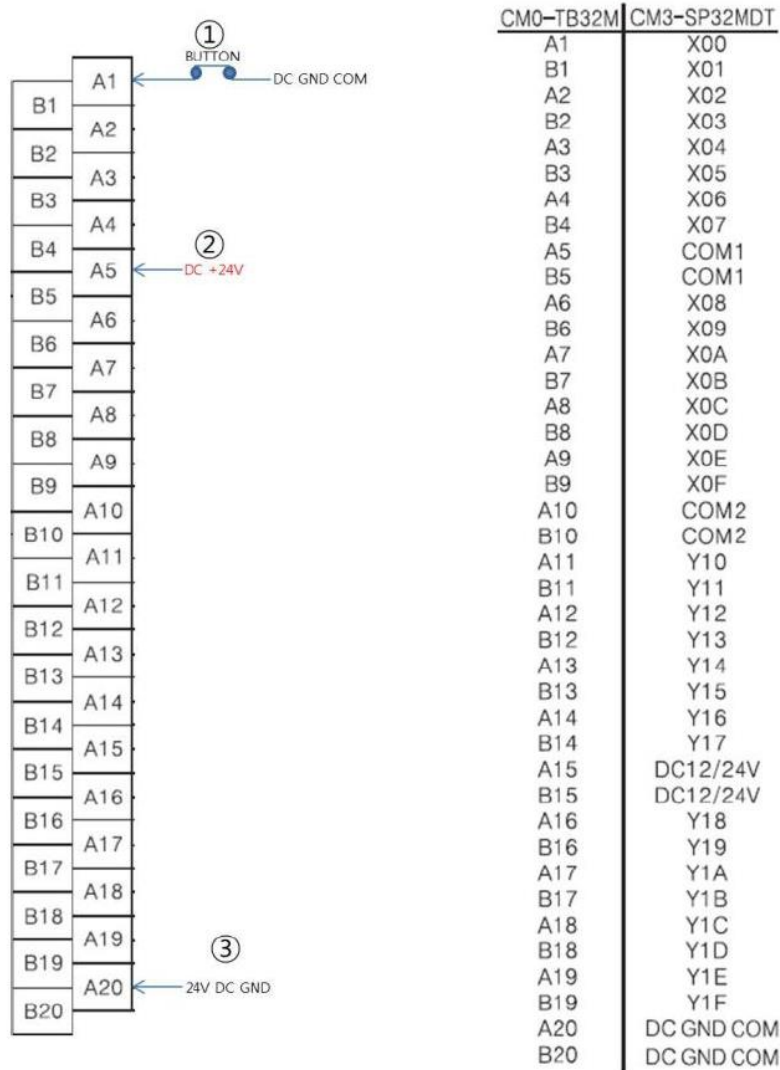 ①
BUTTON
DC GND COM
②
DC +24V
③
24V DC GND
A1
B1
A2
B2
A3
B3
A4
B4
A5
B5
A6
B6
A7
B7
A8
B8
A9
B9
A10
B10
A11
B11
A12
B12
A13
B13
A14
B14
A15
B15
A16
B16
A17
B17
A18
B18
A19
B19
A20
B20
CM0-TB32M CM3-SP32MDT
A1 X00
B1 X01
A2 X02
B2 X03
A3 X04
B3 X05
A4 X06
B4 X07
A5 COM1
B5 COM1
A6 X08
B6 X09
A7 X0A
B7 X0B
A8 X0C
B8 X0D
A9 X0E
B9 X0F
A10 COM2
B10 COM2
A11 Y10
B11 Y11
A12 Y12
B12 Y13
A13 Y14
B13 Y15
A14 Y16
B14 Y17
A15 DC12/24V
B15 DC12/24V
A16 Y18
B16 Y19
A17 Y1A
B17 Y1B
A18 Y1C
B18 Y1D
A19 Y1E
B19 Y1F
A20 DC GND COM
B20 DC GND COM